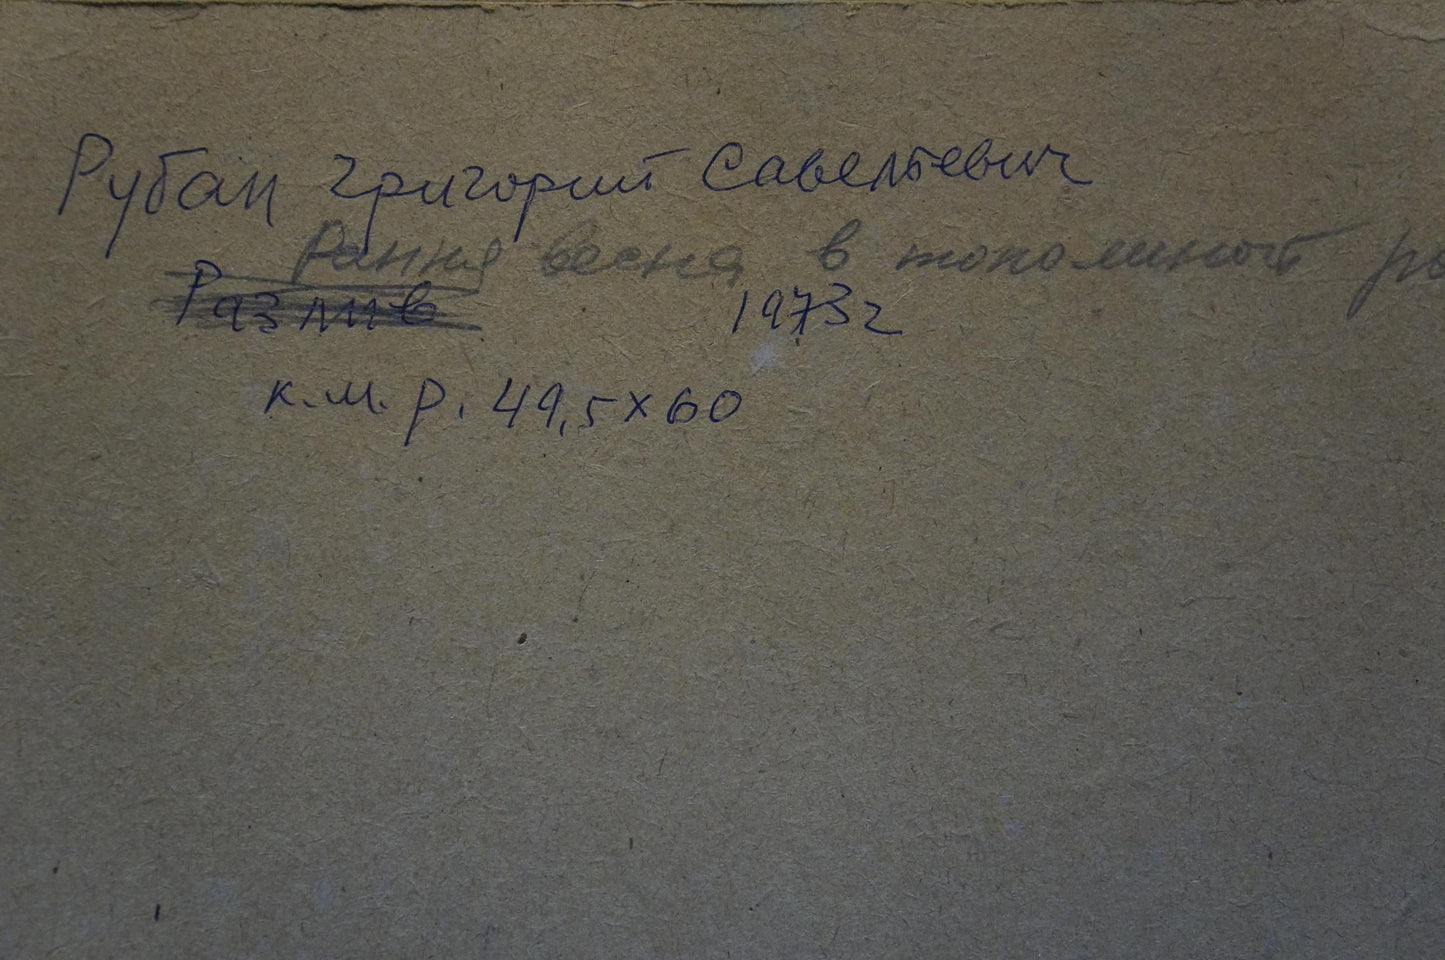 Рубан Григорий Савельевич
Ранняя весна в тополиной
Разлив 1973г
к.м. р. 49,5х60